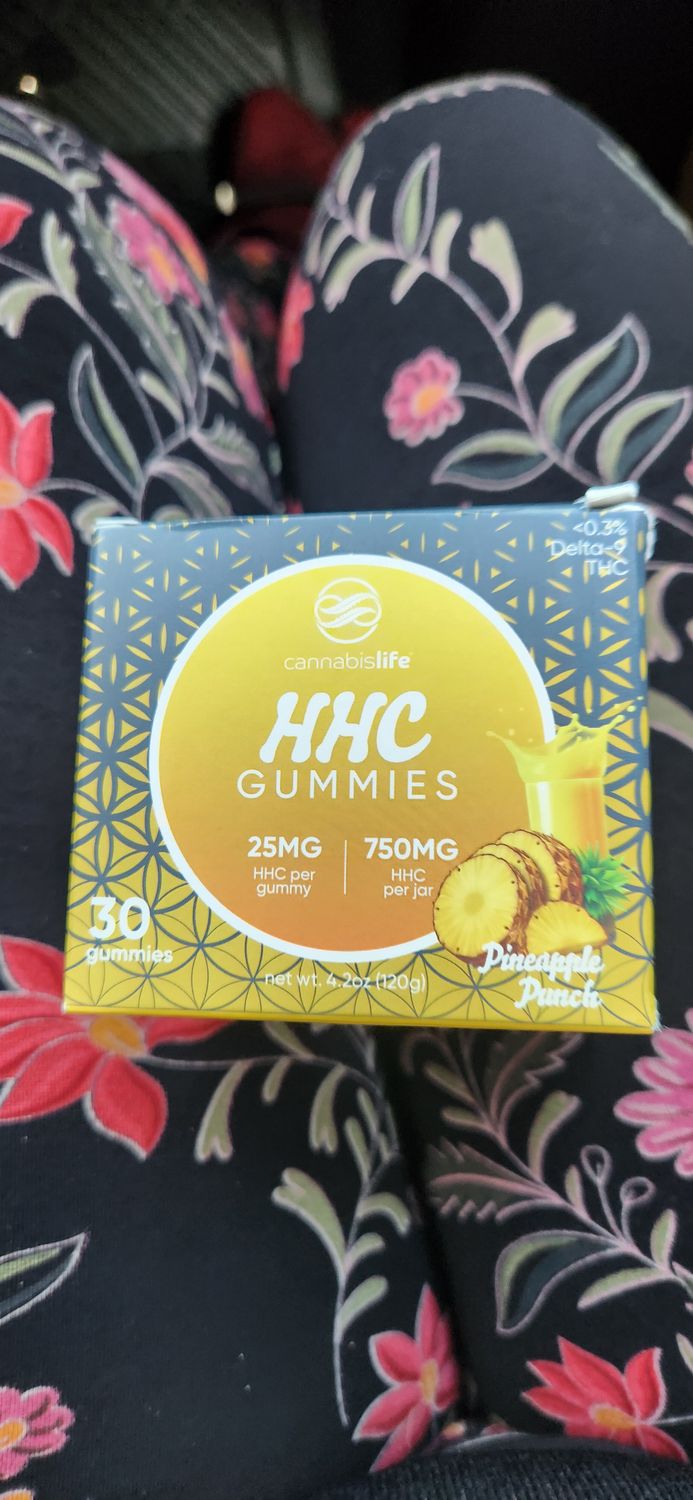 <0.3%
Delta-9
THC
cannabislife
HHC
GUMMIES
25MG
HHC per
gummy
750MG
HHC
per jar
30
gummies
net wt. 4.2oz (120g)
Pineapple
Punch